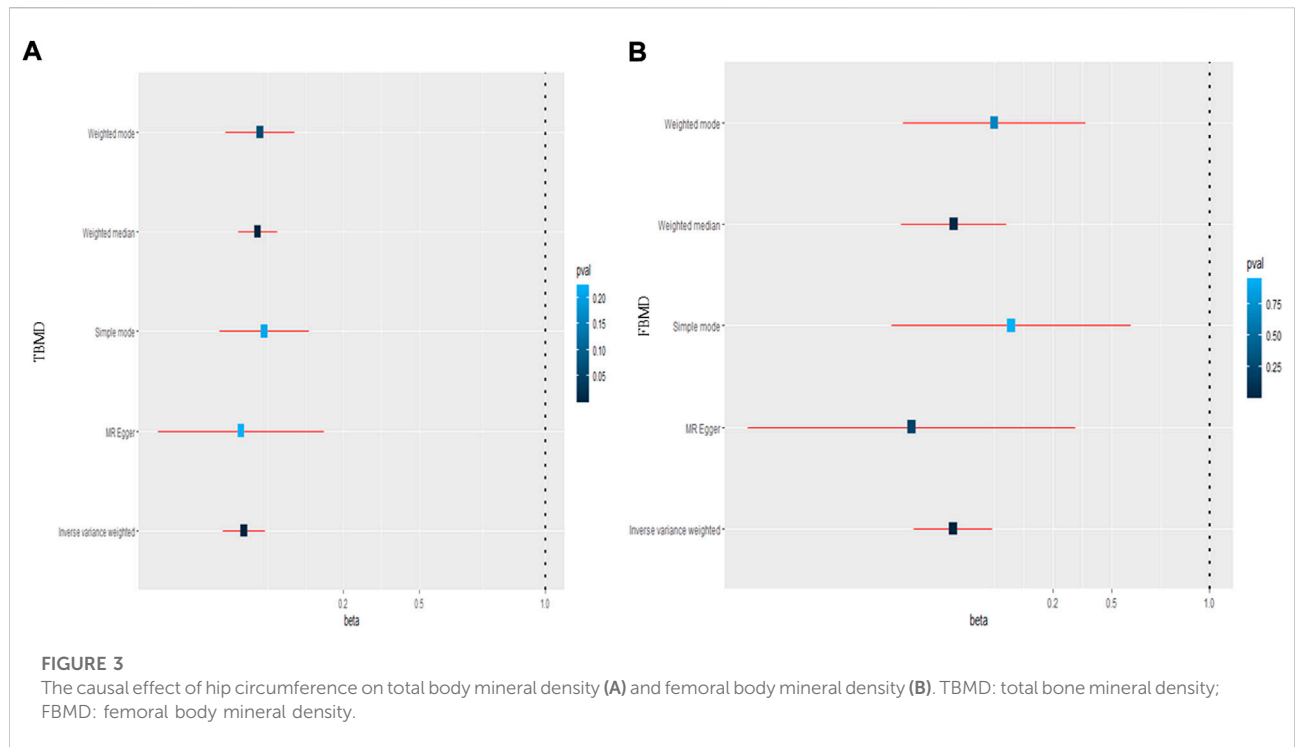 A
Weighted mode
Weighted median
Simple mode
MR Egger
Inverse variance weighted
TBMD
0.2
0.5
1.0
beta
pval
0.20
0.15
0.10
0.05
B
Weighted mode
Weighted median
Simple mode
MR Egger
Inverse variance weighted
FBMD
0.2
0.5
1.0
beta
pval
0.75
0.50
0.25
FIGURE 3
The causal effect of hip circumference on total body mineral density (A) and femoral body mineral density (B). TBMD: total bone mineral density;
FBMD: femoral body mineral density.